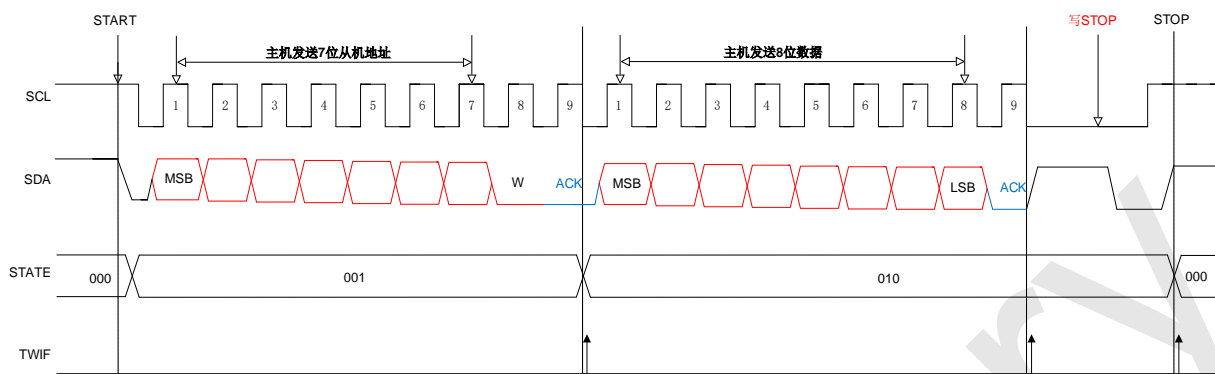 START
写STOP
STOP
主机发送7位从机地址
主机发送8位数据
SCL
1 2 3 4 5 6 7 8 9 1 2 3 4 5 6 7 8 9
SDA
MSB W ACK MSB LSB ACK
STATE
000 001 010 000
TWIF